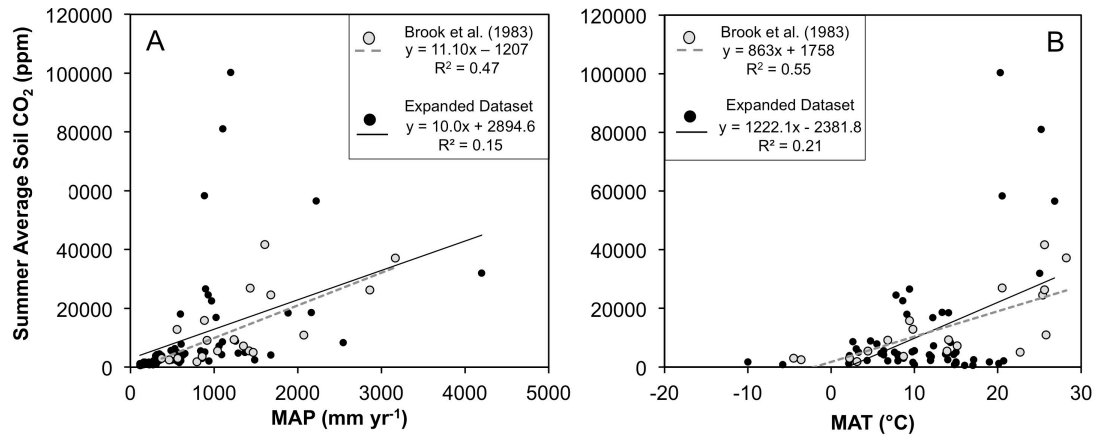 Summer Average Soil CO₂ (ppm)
120000
100000
80000
0000
40000
20000
0
A
Brook et al. (1983)
y = 11.10x – 1207
R² = 0.47
Expanded Dataset
y = 10.0x + 2894.6
R² = 0.15
0 1000 2000 3000 4000 5000
MAP (mm yr⁻¹)
120000
100000
80000
60000
40000
20000
0
Brook et al. (1983)
y = 863x + 1758
R² = 0.55
Expanded Dataset
y = 1222.1x - 2381.8
R² = 0.21
B
-20 -10 0 10 20 30
MAT (°C)